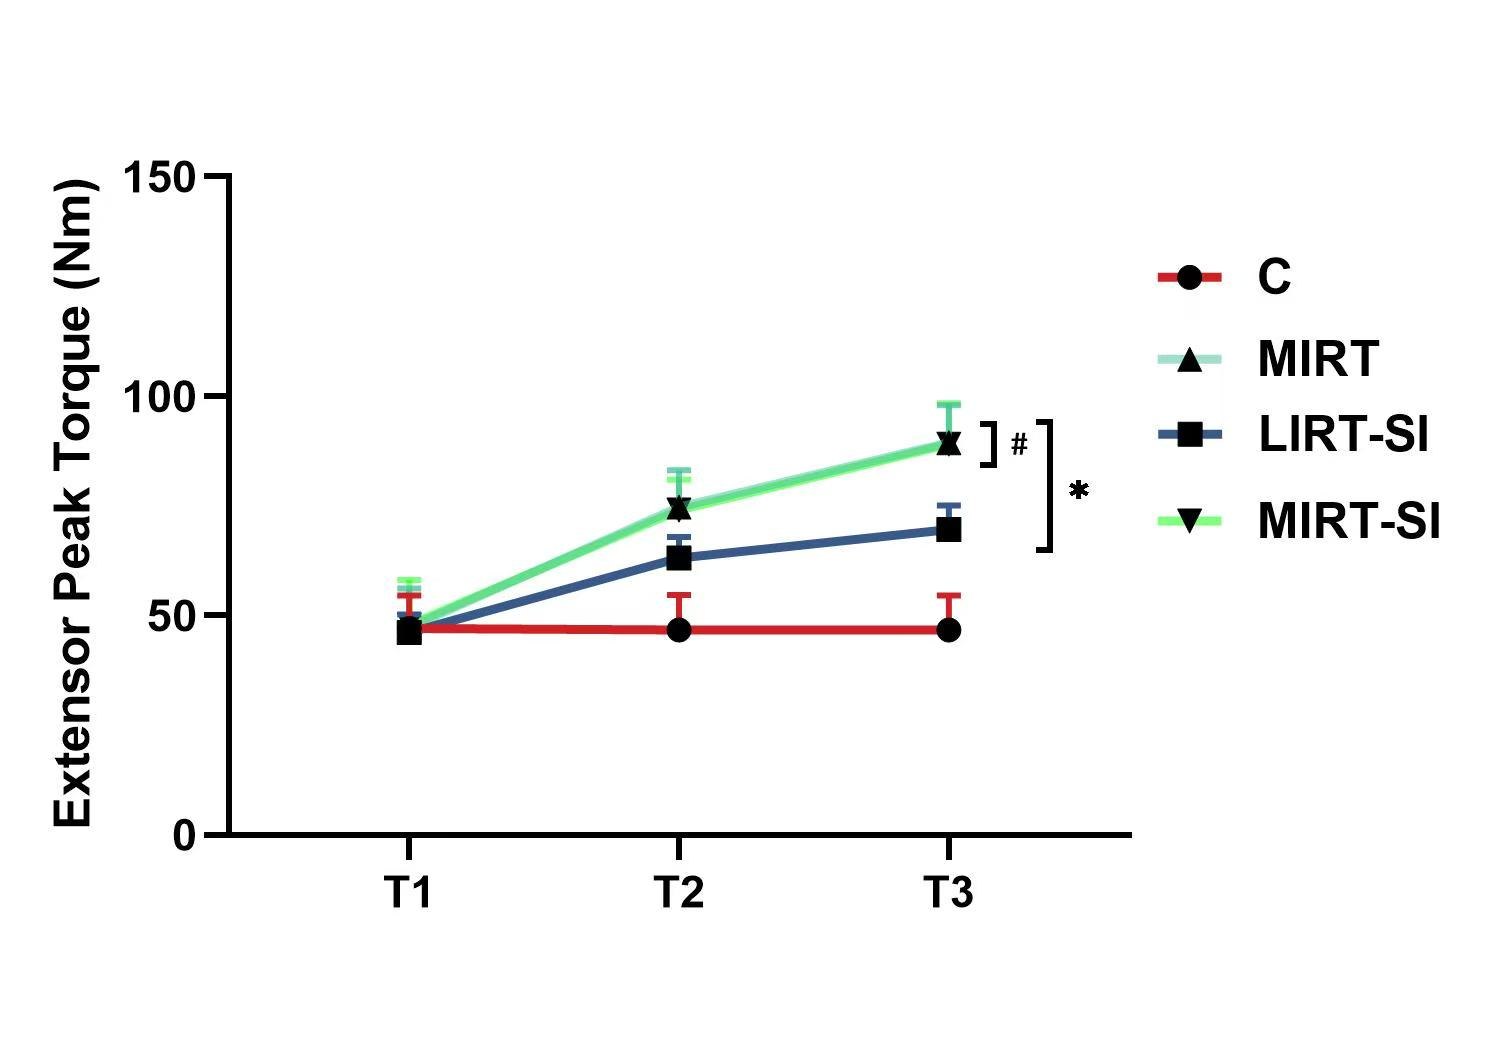 Extensor Peak Torque (Nm)
150
100
50
0
T1
T2
T3
#
*
C
MIRT
LIRT-SI
MIRT-SI